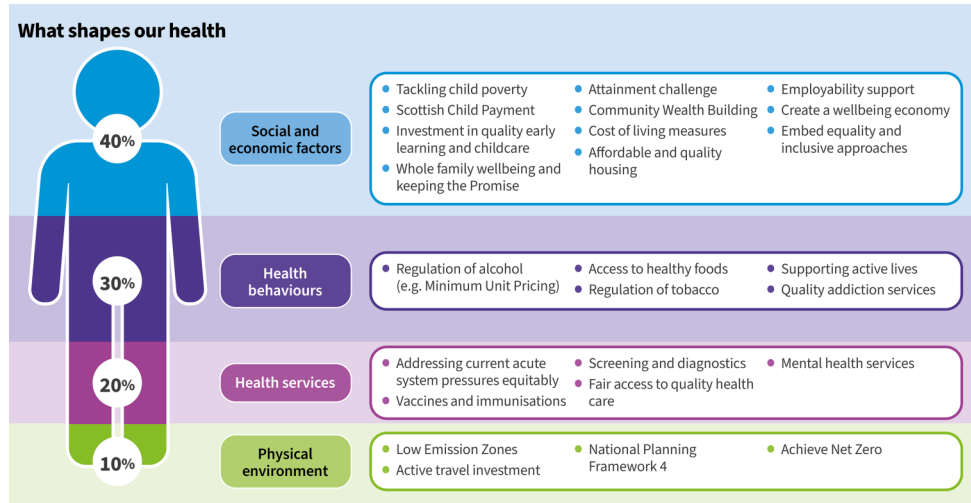 What shapes our health
40%
Social and
economic factors
Tackling child poverty
Scottish Child Payment
Investment in quality early
learning and childcare
Whole family wellbeing and
keeping the Promise
Attainment challenge
Community Wealth Building
Cost of living measures
Affordable and quality
housing
Employability support
Create a wellbeing economy
Embed equality and
inclusive approaches
30%
Health
behaviours
Regulation of alcohol
(e.g. Minimum Unit Pricing)
Access to healthy foods
Regulation of tobacco
Supporting active lives
Quality addiction services
20%
Health services
Addressing current acute
system pressures equitably
Vaccines and immunisations
Screening and diagnostics
Fair access to quality health
care
Mental health services
10%
Physical
environment
Low Emission Zones
Active travel investment
National Planning
Framework 4
Achieve Net Zero